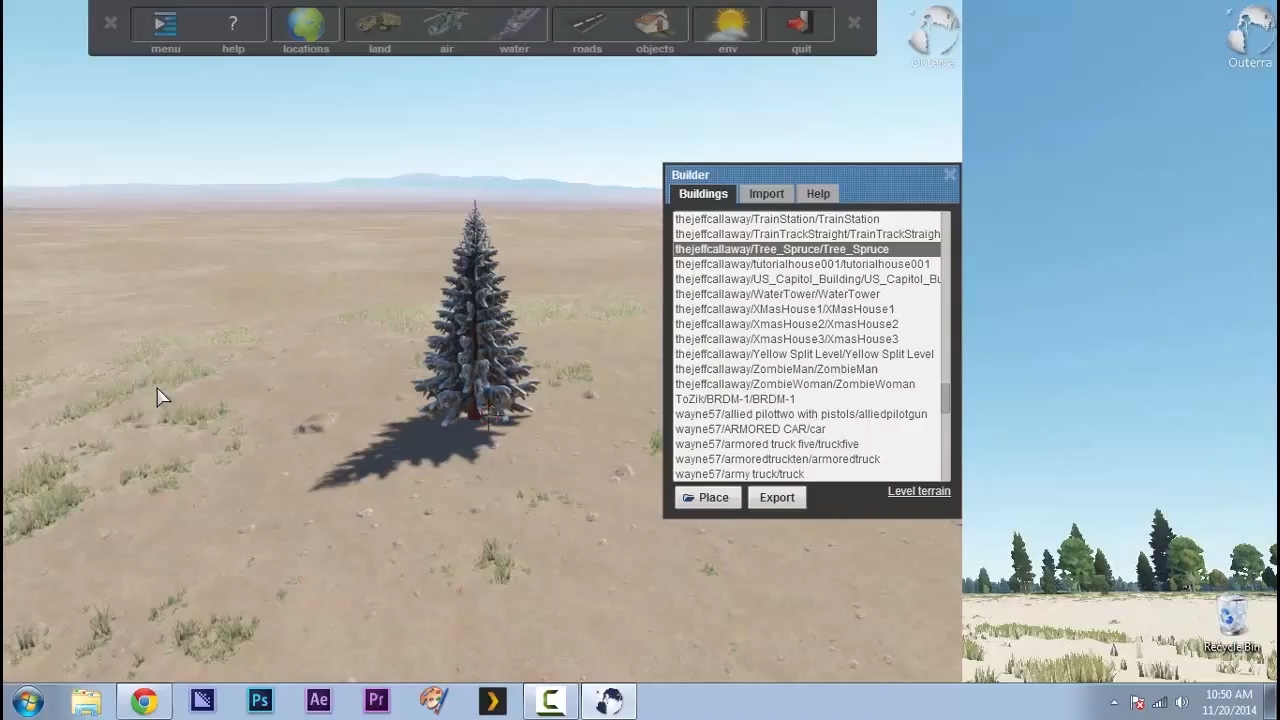 menu help locations land air water roads objects env quit
Outerra
Outerra
Builder
Buildings Import Help
thejeffcallaway/TrainStation/TrainStation
thejeffcallaway/TrainTrackStraight/TrainTrackStraigh
thejeffcallaway/Tree_Spruce/Tree_Spruce
thejeffcallaway/tutorialhouse001/tutorialhouse001
thejeffcallaway/US_Capitol_Building/US_Capitol_Bu
thejeffcallaway/WaterTower/WaterTower
thejeffcallaway/XMasHouse1/XMasHouse1
thejeffcallaway/XmasHouse2/XmasHouse2
thejeffcallaway/XmasHouse3/XmasHouse3
thejeffcallaway/Yellow Split Level/Yellow Split Level
thejeffcallaway/ZombieMan/ZombieMan
thejeffcallaway/ZombieWoman/ZombieWoman
ToZik/BRDM-1/BRDM-1
wayne57/allied pilottwo with pistols/alliedpilotgun
wayne57/ARMORED CAR/car
wayne57/armored truck five/truckfive
wayne57/armoredtruckten/armoredtruck
wayne57/army truck/truck
Place Export Level terrain
Recycle Bin
Ps Ae Pr
10:50 AM
11/20/2014